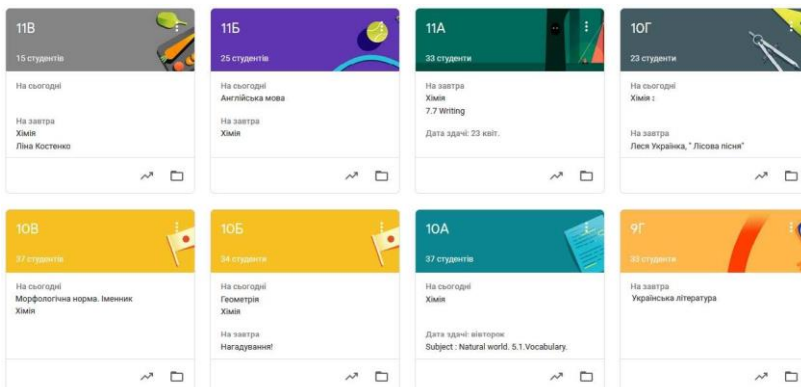 11В
15 студентів
На сьогодні
На завтра
Хімія
Ліна Костенко
11Б
25 студентів
На сьогодні
Англійська мова
На завтра
Хімія
11А
33 студенти
На завтра
Хімія
7.7 Writing
Дата здачі: 23 квіт.
10Г
23 студенти
На сьогодні
Хімія :
На завтра
Леся Українка, " Лісова пісня"
10В
37 студентів
На сьогодні
Морфологічна норма. Іменник
Хімія
10Б
34 студенти
На сьогодні
Геометрія
Хімія
На завтра
Нагадування!
10А
37 студентів
На сьогодні
Хімія
Дата здачі: вівторок
Subject : Natural world. 5.1.Vocabulary.
9Г
33 студенти
На завтра
Українська література